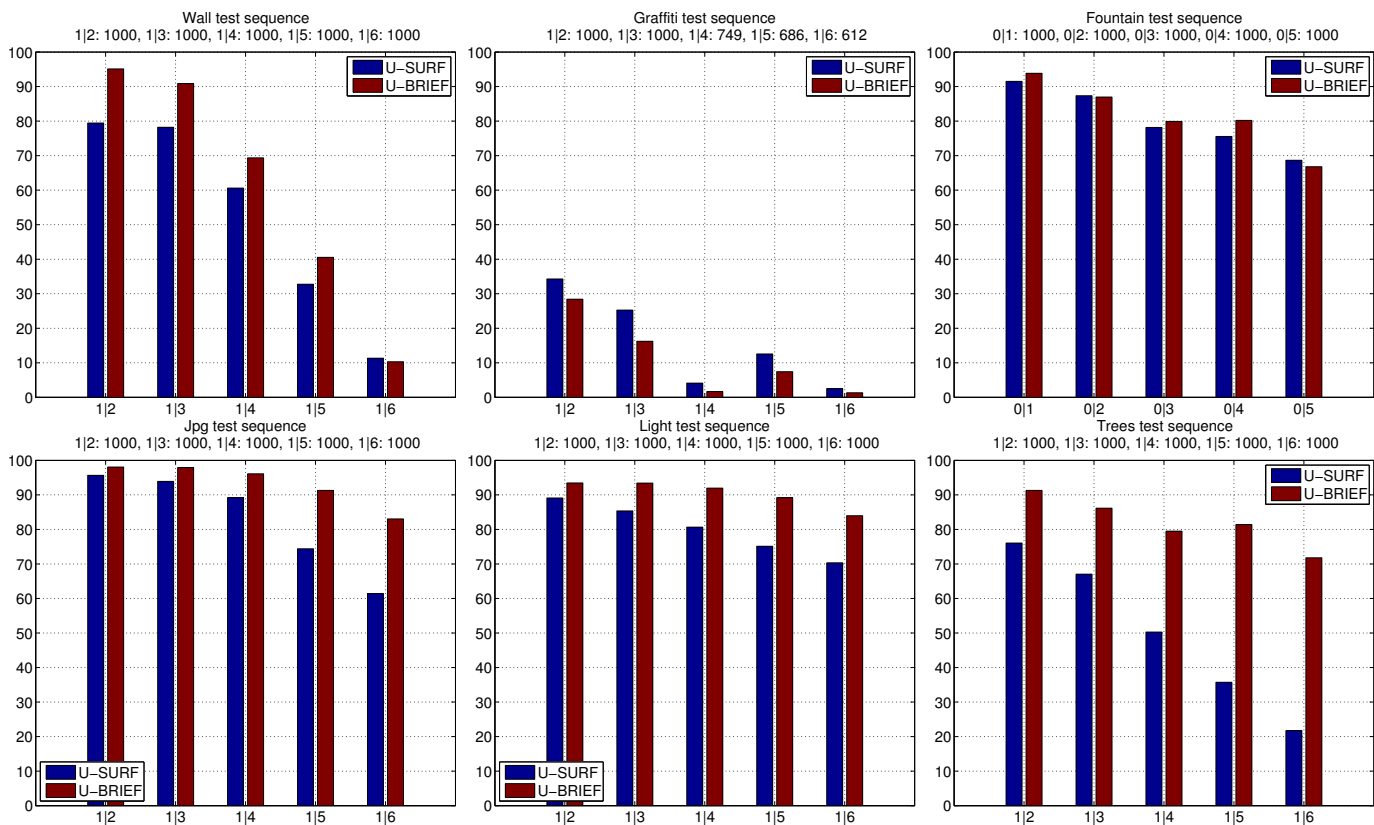 Wall test sequence
1|2: 1000, 1|3: 1000, 1|4: 1000, 1|5: 1000, 1|6: 1000
100
90
80
70
60
50
40
30
20
10
0
U-SURF
U-BRIEF
1|2 1|3 1|4 1|5 1|6
Graffiti test sequence
1|2: 1000, 1|3: 1000, 1|4: 749, 1|5: 686, 1|6: 612
100
90
80
70
60
50
40
30
20
10
0
U-SURF
U-BRIEF
1|2 1|3 1|4 1|5 1|6
Fountain test sequence
0|1: 1000, 0|2: 1000, 0|3: 1000, 0|4: 1000, 0|5: 1000
100
90
80
70
60
50
40
30
20
10
0
U-SURF
U-BRIEF
0|1 0|2 0|3 0|4 0|5
Jpg test sequence
1|2: 1000, 1|3: 1000, 1|4: 1000, 1|5: 1000, 1|6: 1000
100
90
80
70
60
50
40
30
20
10
0
U-SURF
U-BRIEF
1|2 1|3 1|4 1|5 1|6
Light test sequence
1|2: 1000, 1|3: 1000, 1|4: 1000, 1|5: 1000, 1|6: 1000
100
90
80
70
60
50
40
30
20
10
0
U-SURF
U-BRIEF
1|2 1|3 1|4 1|5 1|6
Trees test sequence
1|2: 1000, 1|3: 1000, 1|4: 1000, 1|5: 1000, 1|6: 1000
100
90
80
70
60
50
40
30
20
10
0
U-SURF
U-BRIEF
1|2 1|3 1|4 1|5 1|6